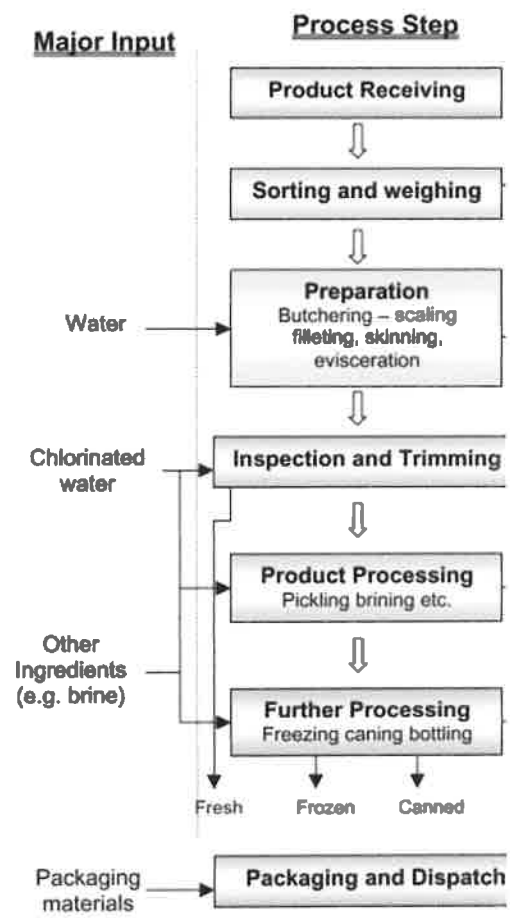 Major Input
Process Step
Product Receiving
Sorting and weighing
Water
Preparation
Butchering – scaling
filleting, skinning,
evisceration
Chlorinated
water
Inspection and Trimming
Product Processing
Pickling brining etc.
Other
Ingredients
(e.g. brine)
Further Processing
Freezing caning bottling
Fresh
Frozen
Canned
Packaging
materials
Packaging and Dispatch